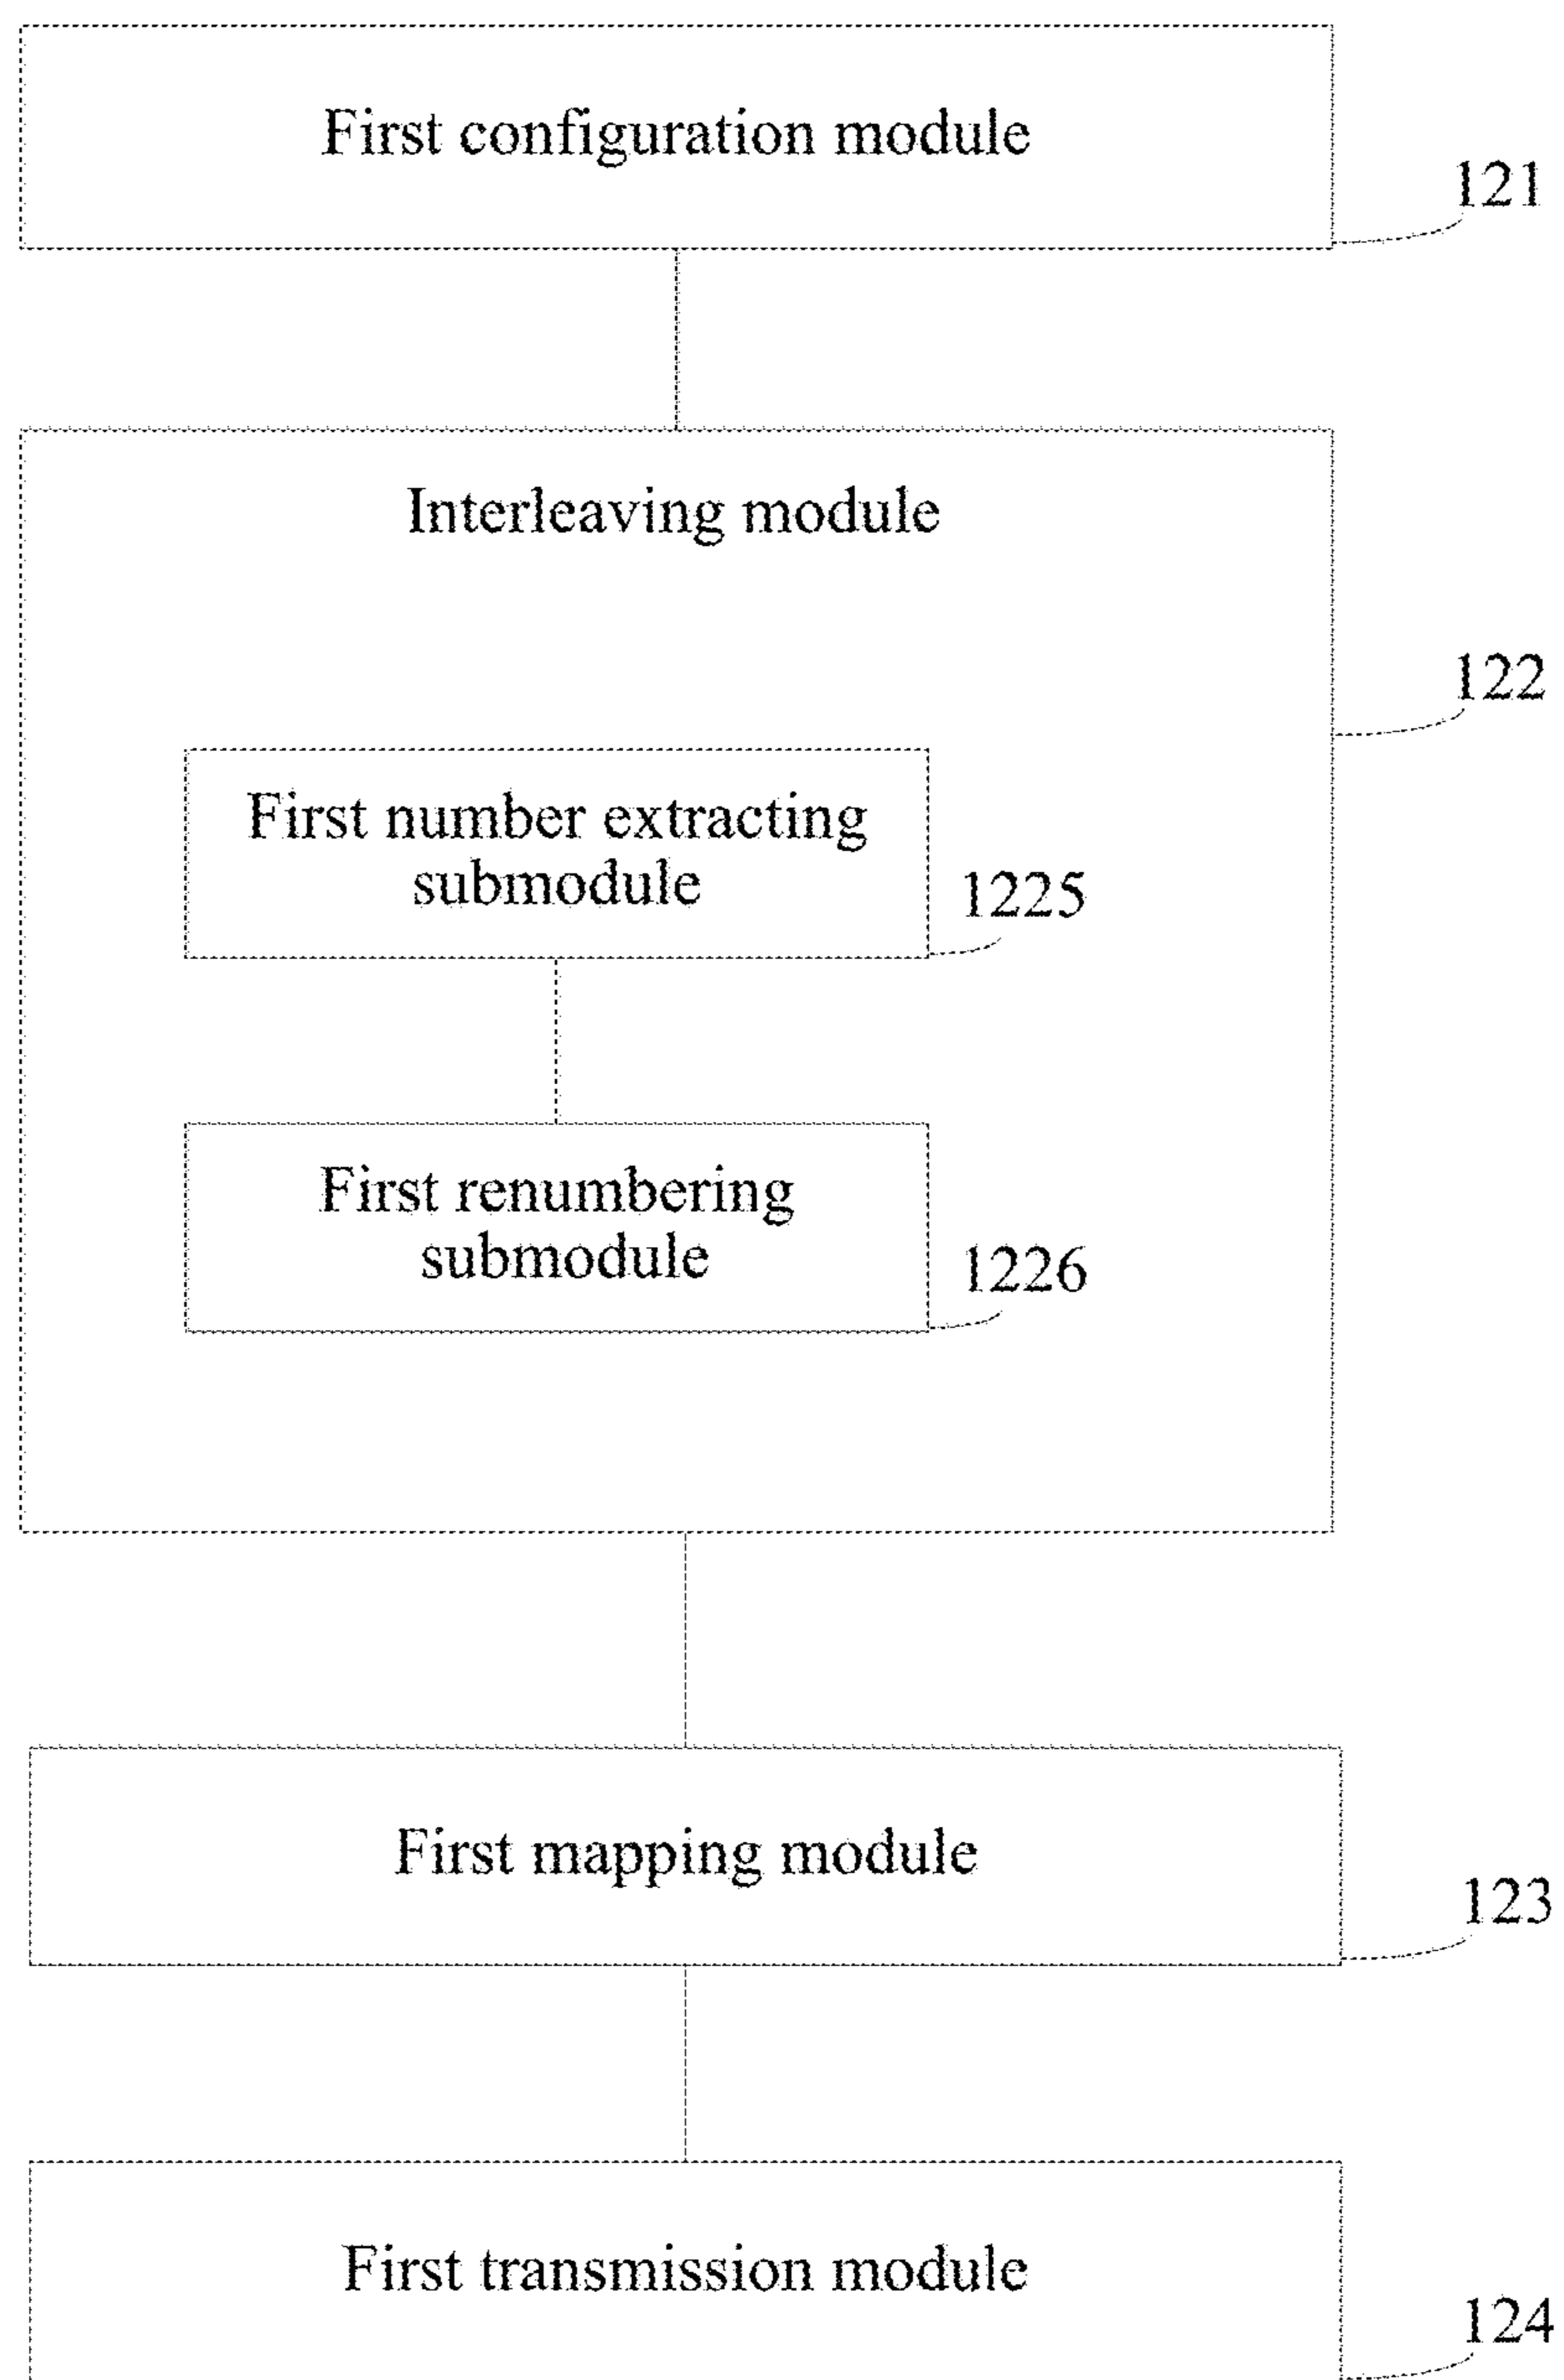 First configuration module
121
Interleaving module
122
First number extracting
submodule
1225
First renumbering
submodule
1226
First mapping module
123
First transmission module
124